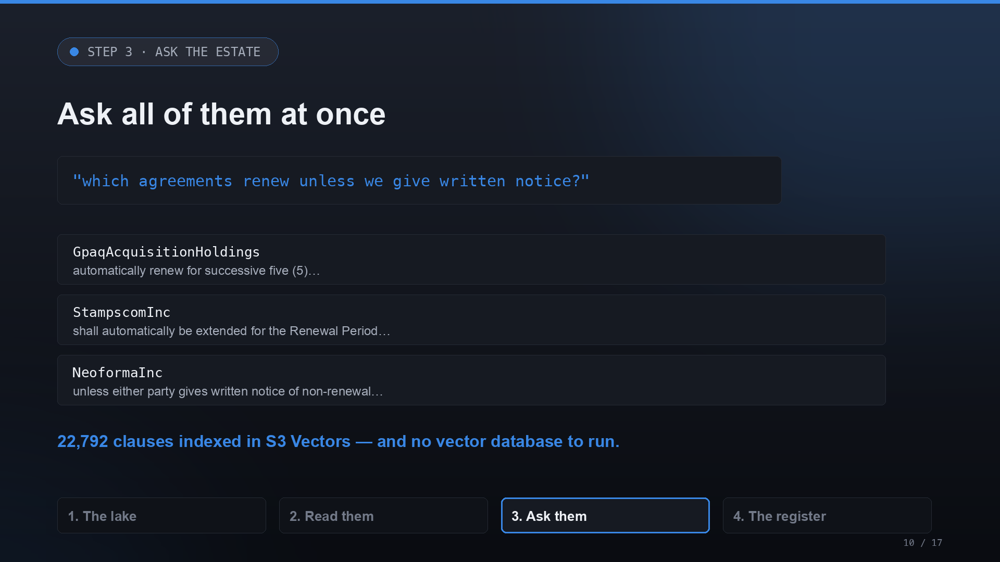 STEP 3 · ASK THE ESTATE
Ask all of them at once
"which agreements renew unless we give written notice?"
GpaqAcquisitionHoldings
automatically renew for successive five (5)…
StampscomInc
shall automatically be extended for the Renewal Period…
NeoformaInc
unless either party gives written notice of non-renewal…
22,792 clauses indexed in S3 Vectors — and no vector database to run.
1. The lake
2. Read them
3. Ask them
4. The register
10 / 17